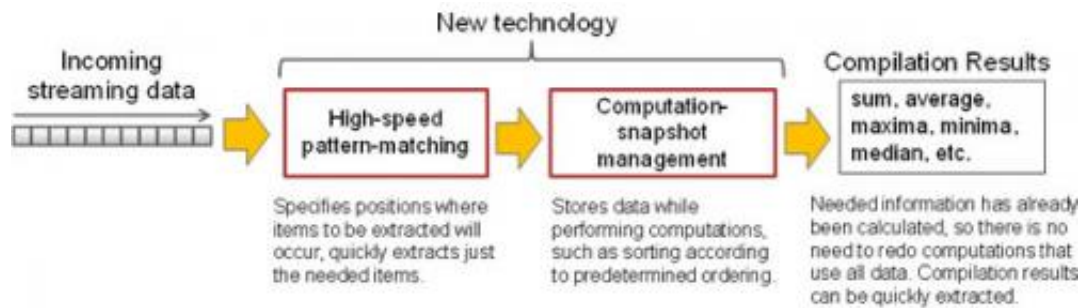 New technology
Incoming
streaming data
High-speed
pattern-matching
Specifies positions where
items to be extracted will
occur, quickly extracts just
the needed items.
Computation-
snapshot
management
Stores data while
performing computations,
such as sorting according
to predetermined ordering.
Compilation Results
sum, average,
maxima, minima,
median, etc.
Needed information has already
been calculated, so there is no
need to redo computations that
use all data. Compilation results
can be quickly extracted.